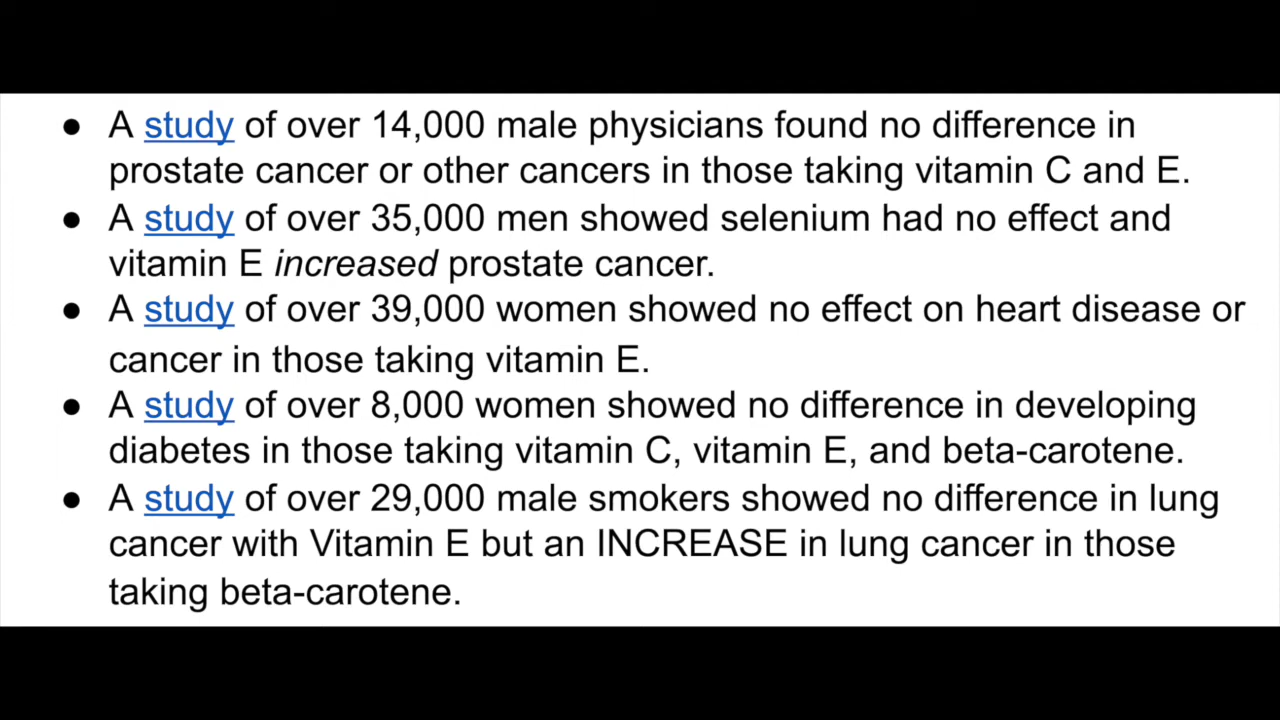 ● A study of over 14,000 male physicians found no difference in
prostate cancer or other cancers in those taking vitamin C and E.
● A study of over 35,000 men showed selenium had no effect and
vitamin E increased prostate cancer.
● A study of over 39,000 women showed no effect on heart disease or
cancer in those taking vitamin E.
● A study of over 8,000 women showed no difference in developing
diabetes in those taking vitamin C, vitamin E, and beta-carotene.
● A study of over 29,000 male smokers showed no difference in lung
cancer with Vitamin E but an INCREASE in lung cancer in those
taking beta-carotene.